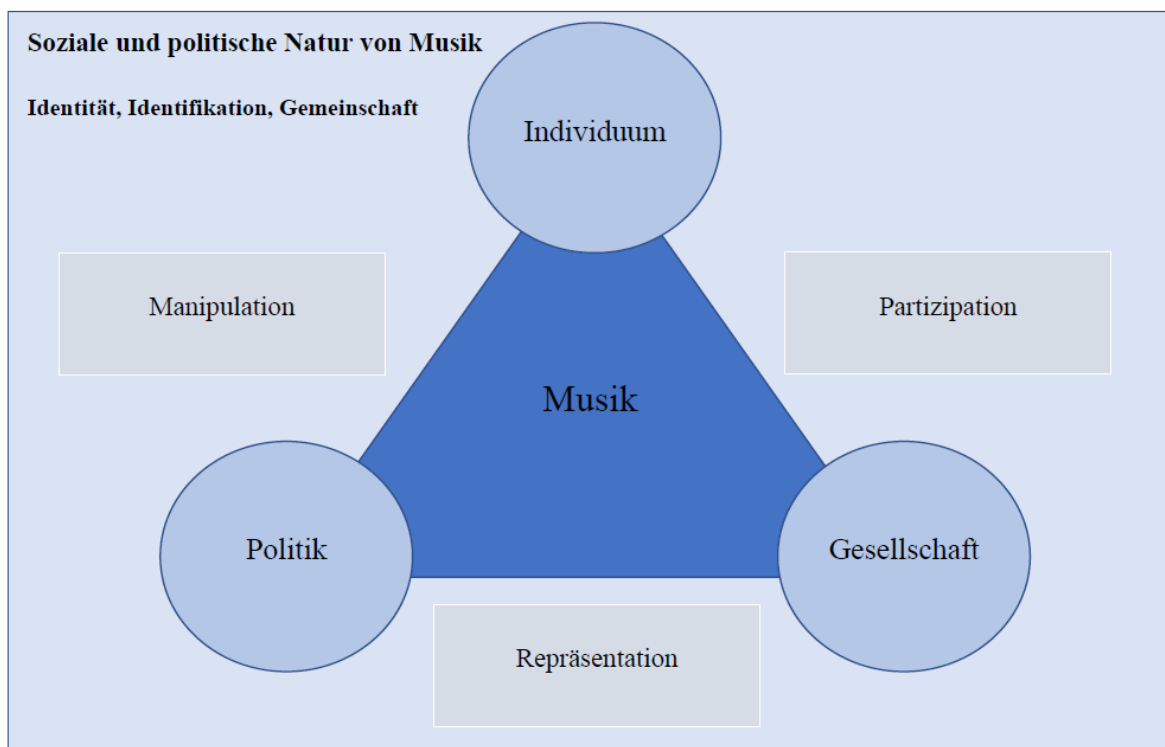 Soziale und politische Natur von Musik
Identität, Identifikation, Gemeinschaft
Individuum
Manipulation
Partizipation
Musik
Politik
Gesellschaft
Repräsentation